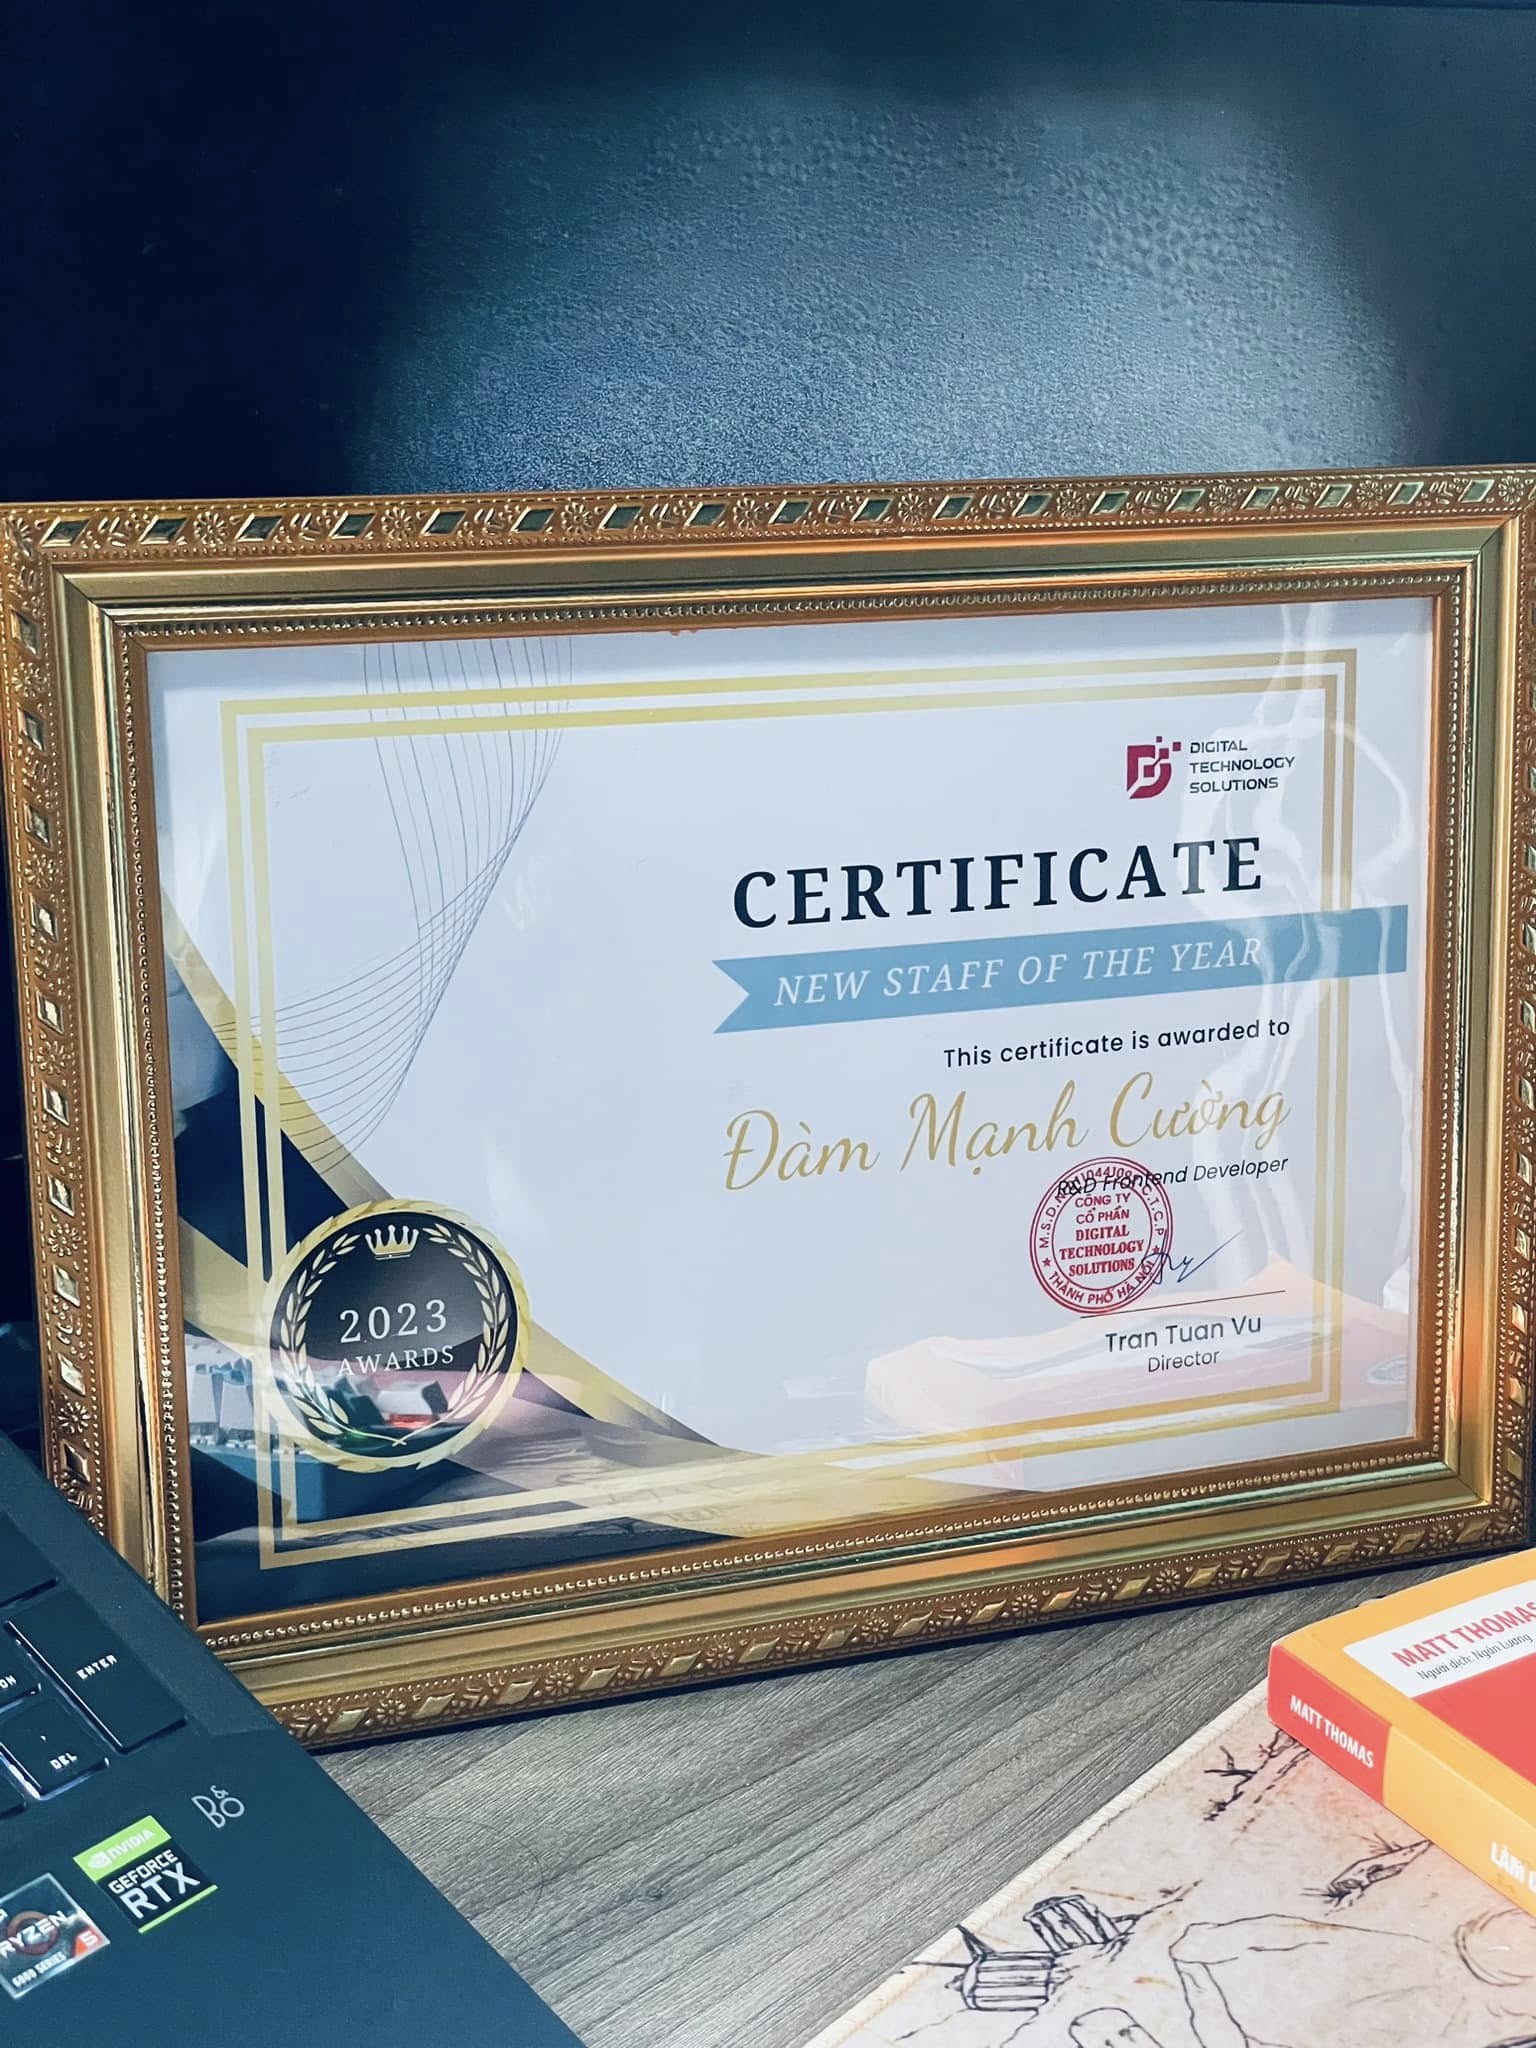 DIGITAL
TECHNOLOGY
SOLUTIONS
CERTIFICATE
NEW STAFF OF THE YEAR
This certificate is awarded to
Đàm Mạnh Cường
R&D Frontend Developer
CÔNG TY
CỔ PHẦN
DIGITAL
TECHNOLOGY
SOLUTIONS
THÀNH PHỐ HÀ NỘI
Tran Tuan Vu
Director
2023
AWARDS
ENTER
DEL
B&O
NVIDIA
GEFORCE
RTX
RYZEN
5
6000 SERIES
MATT THOMAS
Người dịch: Ngân Lương
MATT THOMAS
LÀM